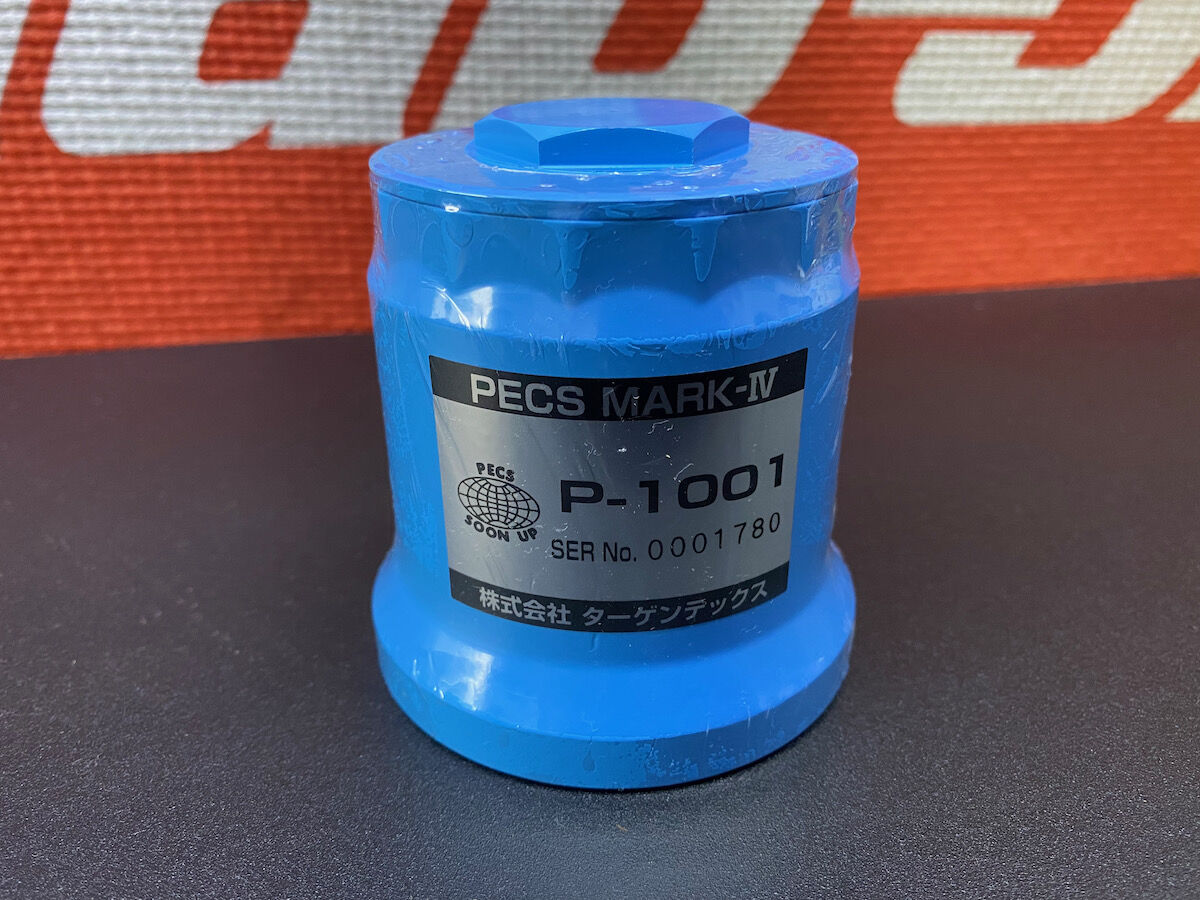 PECS MARK-Ⅳ
PECS
SOON UP
P-1001
SER No. 0001780
株式会社 ターゲンテックス